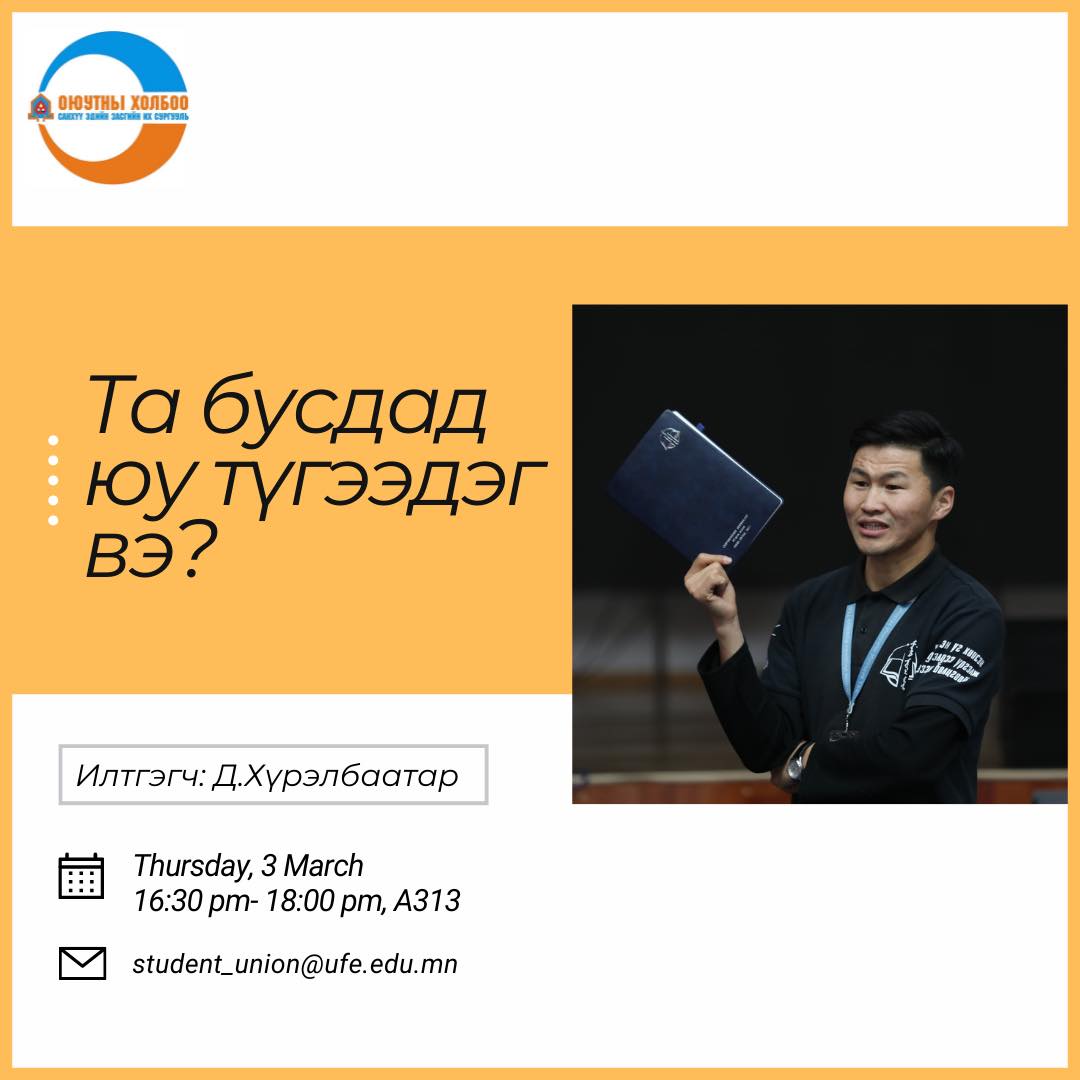 ОЮУТНЫ ХОЛБОО
САНХҮҮ ЭДИЙН ЗАСГИЙН ИХ СУРГУУЛЬ
Та бусдад
юу түгээдэг
вэ?
Илтгэгч: Д.Хүрэлбаатар
Thursday, 3 March
16:30 pm- 18:00 pm, A313
student_union@ufe.edu.mn